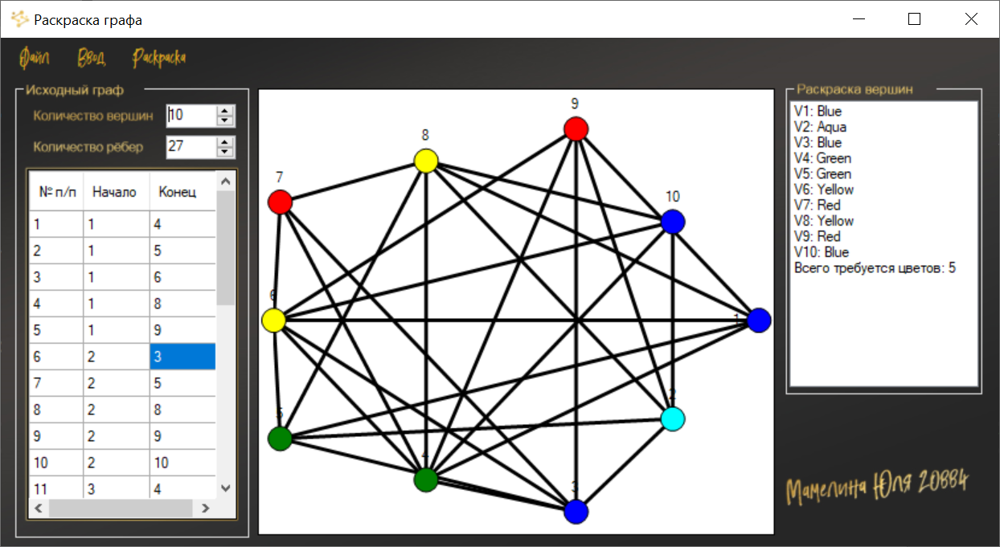 Раскраска графа
Файл Ввод Раскраска
Исходный граф
Количество вершин 10
Количество рёбер 27
№ п/п Начало Конец
1 1 4
2 1 5
3 1 6
4 1 8
5 1 9
6 2 3
7 2 5
8 2 8
9 2 9
10 2 10
11 3 4
9
8
7
10
6
1
2
5
4
3
Раскраска вершин
V1: Blue
V2: Aqua
V3: Blue
V4: Green
V5: Green
V6: Yellow
V7: Red
V8: Yellow
V9: Red
V10: Blue
Всего требуется цветов: 5
Мамелина Юля 20884